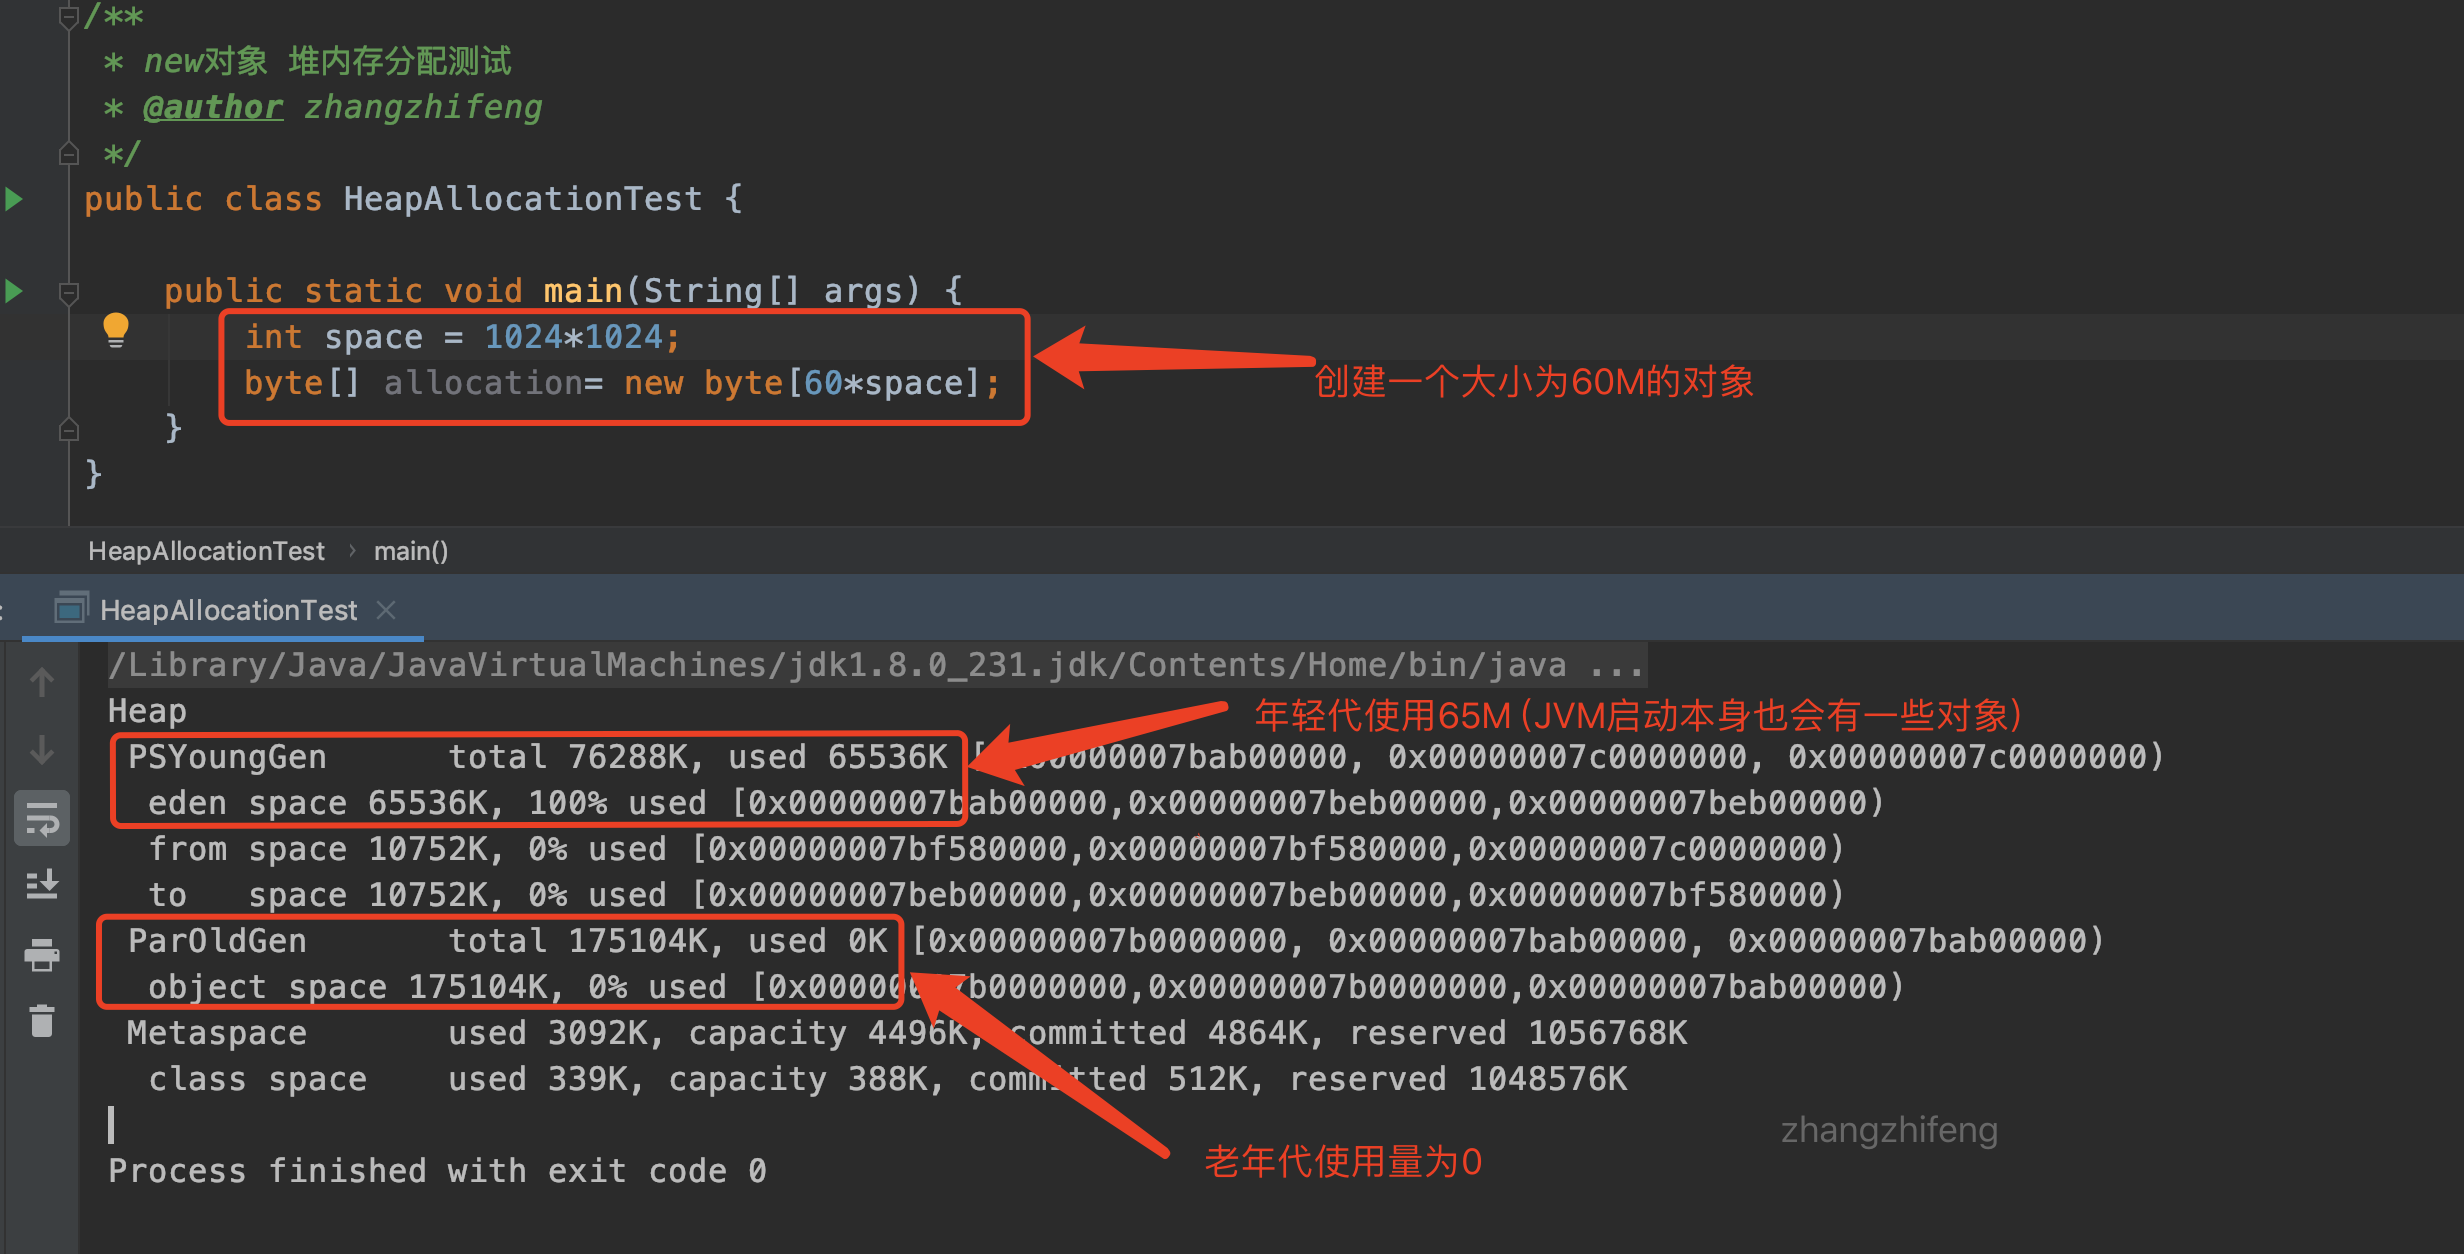 /**
* new对象 堆内存分配测试
* @author zhangzhifeng
*/
public class HeapAllocationTest {
public static void main(String[] args) {
int space = 1024*1024;
byte[] allocation= new byte[60*space];
创建一个大小为60M的对象
}
}
HeapAllocationTest › main()
HeapAllocationTest
/Library/Java/JavaVirtualMachines/jdk1.8.0_231.jdk/Contents/Home/bin/java ...
Heap
年轻代使用65M（JVM启动本身也会有一些对象）
PSYoungGen total 76288K, used 65536K 00000007bab00000, 0x00000007c0000000, 0x00000007c0000000)
eden space 65536K, 100% used [0x00000007bab00000,0x00000007beb00000,0x00000007beb00000)
from space 10752K, 0% used [0x00000007bf580000,0x00000007bf580000,0x00000007c0000000)
to space 10752K, 0% used [0x00000007beb00000,0x00000007beb00000,0x00000007bf580000)
ParOldGen total 175104K, used 0K [0x00000007b0000000, 0x00000007bab00000, 0x00000007bab00000)
object space 175104K, 0% used [0x00000007b0000000,0x00000007b0000000,0x00000007bab00000)
Metaspace used 3092K, capacity 4496K, committed 4864K, reserved 1056768K
class space used 339K, capacity 388K, committed 512K, reserved 1048576K
zhangzhifeng
老年代使用量为0
Process finished with exit code 0